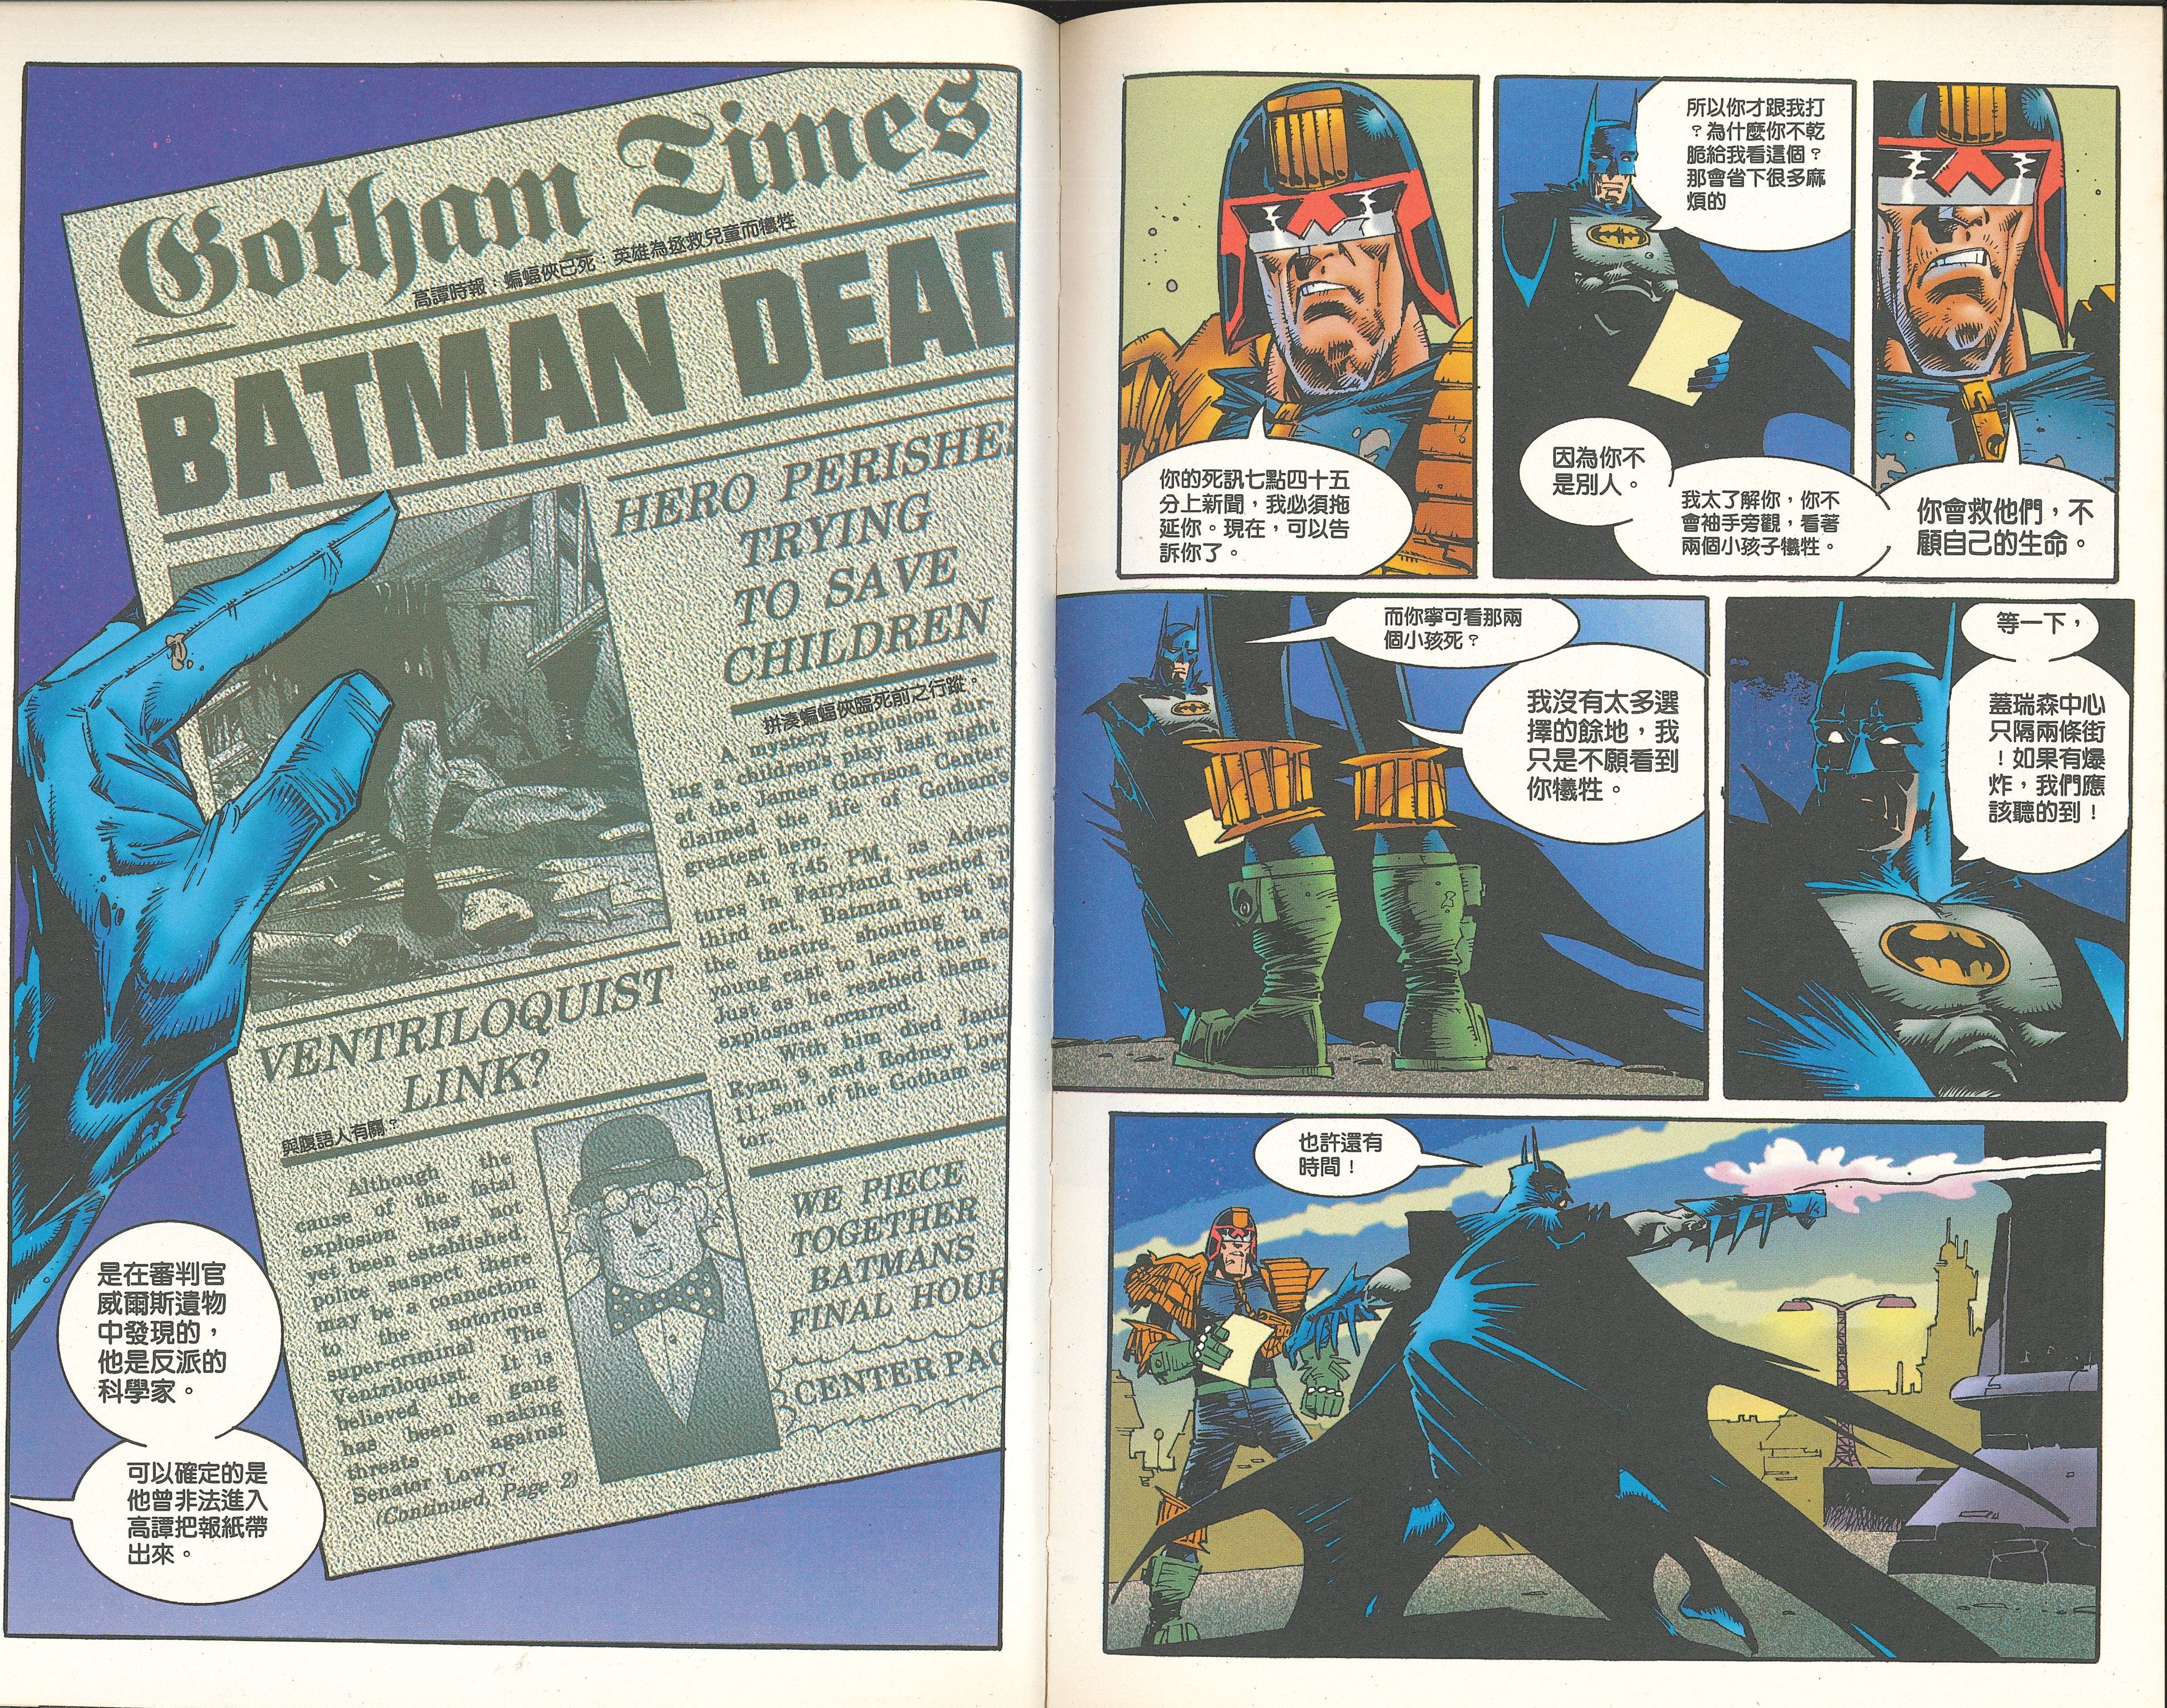 Gotham Times
高譚時報：蝙蝠俠已死：英雄為拯救兒童而犧牲
BATMAN DEAD
HERO PERISHE
TRYING
TO SAVE
CHILDREN
拼湊蝙蝠俠臨死前之行蹤。
A mystery explosion dur-
ing a children's play last night
at the James Garrison Center
claimed the life of Gotham's
greatest hero.
At 7:45 PM, as Adven
tures in Fairyland reached
third act, Batman burst in
the theatre, shouting to
young cast to leave the sta
Just as he reached them,
explosion occurred.
With him died Jani
Ryan, 9, and Rodney Low
11, son of the Gotham se
tor.
VENTRILOQUIST
LINK?
與腹語人有關？
Although the
cause of the fatal
explosion has not
yet been established,
police suspect there
may be a connection
to the notorious
super-criminal The
Ventriloquist. It is
believed the gang
has been making
threats against
Senator Lowry.
(Continued, Page 2)
WE PIECE
TOGETHER
BATMANS
FINAL HOUR
CENTER PAG
是在審判官
威爾斯遺物
中發現的，
他是反派的
科學家。
可以確定的是
他曾非法進入
高譚把報紙帶
出來。
你的死訊七點四十五
分上新聞，我必須拖
延你。現在，可以告
訴你了。
所以你才跟我打
？為什麼你不乾
脆給我看這個？
那會省下很多麻
煩的
因為你不
是別人。
我太了解你，你不
會袖手旁觀，看著
兩個小孩子犧牲。
你會救他們，不
顧自己的生命。
而你寧可看那兩
個小孩死？
我沒有太多選
擇的餘地，我
只是不願看到
你犧牲。
等一下，
蓋瑞森中心
只隔兩條街
！如果有爆
炸，我們應
該聽的到！
也許還有
時間！